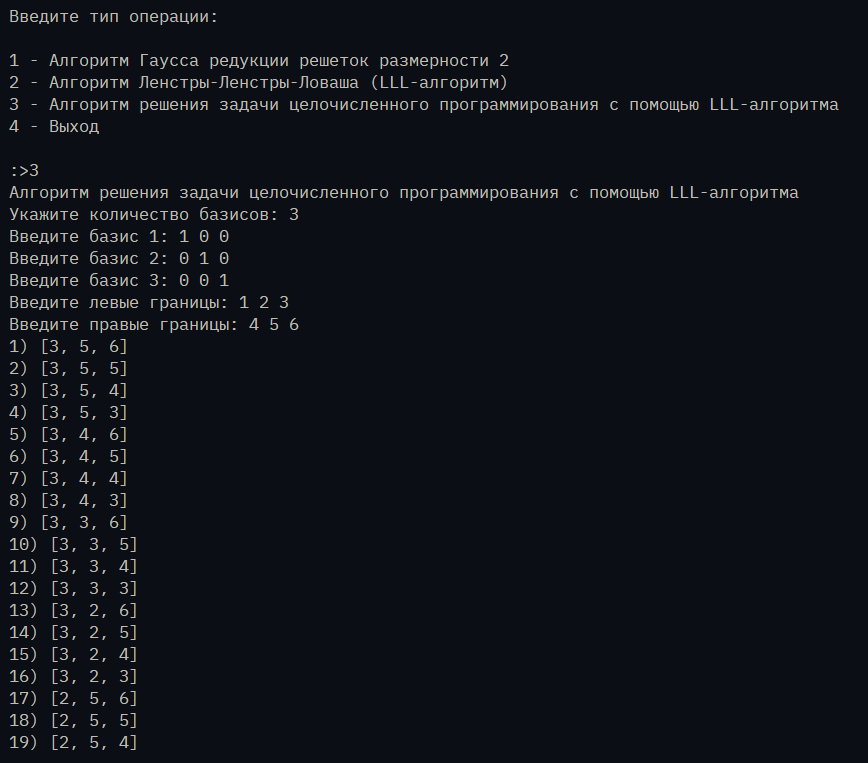 Введите тип операции:
1 - Алгоритм Гаусса редукции решеток размерности 2
2 - Алгоритм Ленстры-Ленстры-Ловаша (LLL-алгоритм)
3 - Алгоритм решения задачи целочисленного программирования с помощью LLL-алгоритма
4 - Выход
:>3
Алгоритм решения задачи целочисленного программирования с помощью LLL-алгоритма
Укажите количество базисов: 3
Введите базис 1: 1 0 0
Введите базис 2: 0 1 0
Введите базис 3: 0 0 1
Введите левые границы: 1 2 3
Введите правые границы: 4 5 6
1) [3, 5, 6]
2) [3, 5, 5]
3) [3, 5, 4]
4) [3, 5, 3]
5) [3, 4, 6]
6) [3, 4, 5]
7) [3, 4, 4]
8) [3, 4, 3]
9) [3, 3, 6]
10) [3, 3, 5]
11) [3, 3, 4]
12) [3, 3, 3]
13) [3, 2, 6]
14) [3, 2, 5]
15) [3, 2, 4]
16) [3, 2, 3]
17) [2, 5, 6]
18) [2, 5, 5]
19) [2, 5, 4]